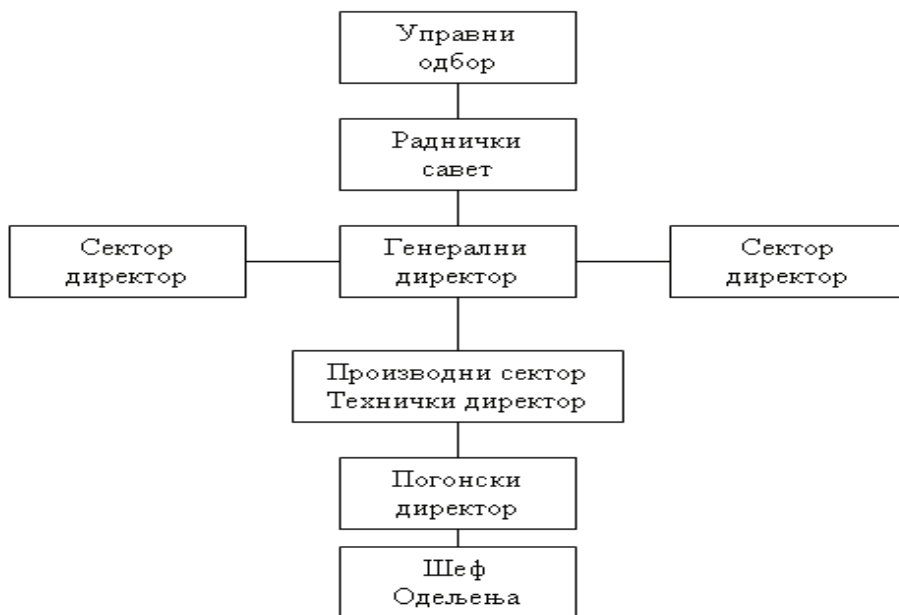 Управни
одбор
Раднички
савет
Сектор
директор
Генерални
директор
Сектор
директор
Производни сектор
Технички директор
Погонски
директор
Шеф
Одељења